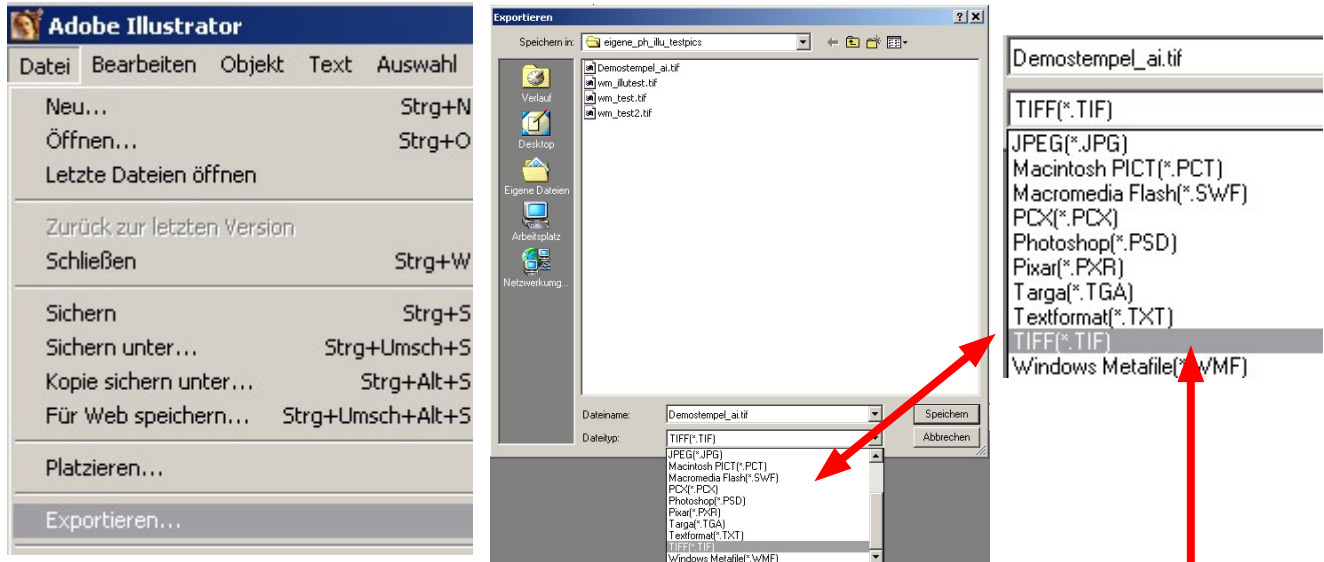 Adobe Illustrator
Datei Bearbeiten Objekt Text Auswahl
Neu... Strg+N
Öffnen... Strg+O
Letzte Dateien öffnen
Zurück zur letzten Version
Schließen Strg+W
Sichern Strg+S
Sichern unter... Strg+Umsch+S
Kopie sichern unter... Strg+Alt+S
Für Web speichern... Strg+Umsch+Alt+S
Platzieren...
Exportieren...
Exportieren
Speichern in: eigene_ph_illu_testpics
Verlauf
Desktop
Eigene Dateien
Arbeitsplatz
Netzwerkumg...
Demostempel_ai.tif
wm_illutest.tif
wm_test.tif
wm_test2.tif
Dateiname: Demostempel_ai.tif Speichern
Dateityp: TIFF(*.TIF) Abbrechen
JPEG(*.JPG)
Macintosh PICT(*.PCT)
Macromedia Flash(*.SWF)
PCX(*.PCX)
Photoshop(*.PSD)
Pixar(*.PXR)
Targa(*.TGA)
Textformat(*.TXT)
TIFF(*.TIF)
Windows Metafile(*.WMF)
Demostempel_ai.tif
TIFF(*.TIF)
JPEG(*.JPG)
Macintosh PICT(*.PCT)
Macromedia Flash(*.SWF)
PCX(*.PCX)
Photoshop(*.PSD)
Pixar(*.PXR)
Targa(*.TGA)
Textformat(*.TXT)
TIFF(*.TIF)
Windows Metafile(*.WMF)